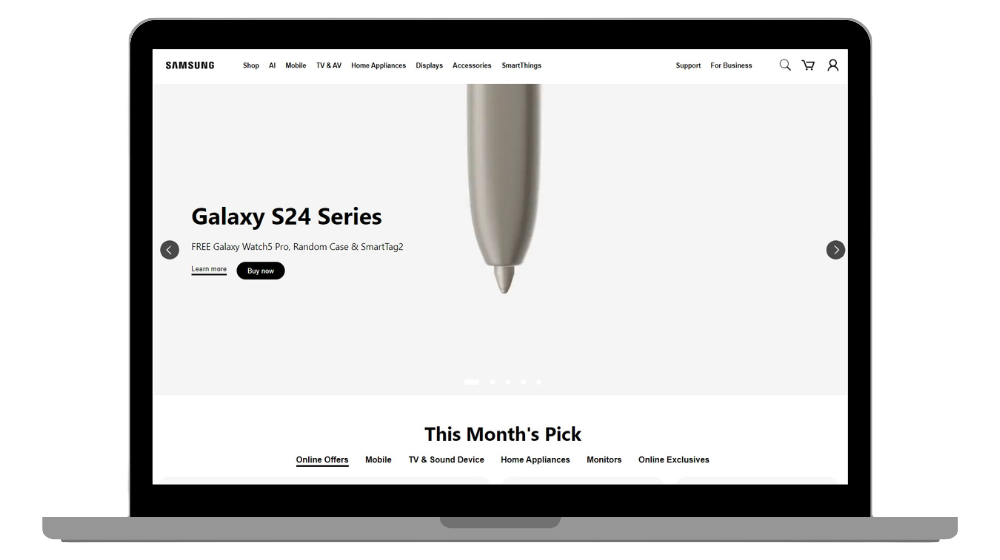 SAMSUNG Shop AI Mobile TV & AV Home Appliances Displays Accessories SmartThings Support For Business
Galaxy S24 Series
FREE Galaxy Watch5 Pro, Random Case & SmartTag2
Learn more Buy now
This Month's Pick
Online Offers Mobile TV & Sound Device Home Appliances Monitors Online Exclusives